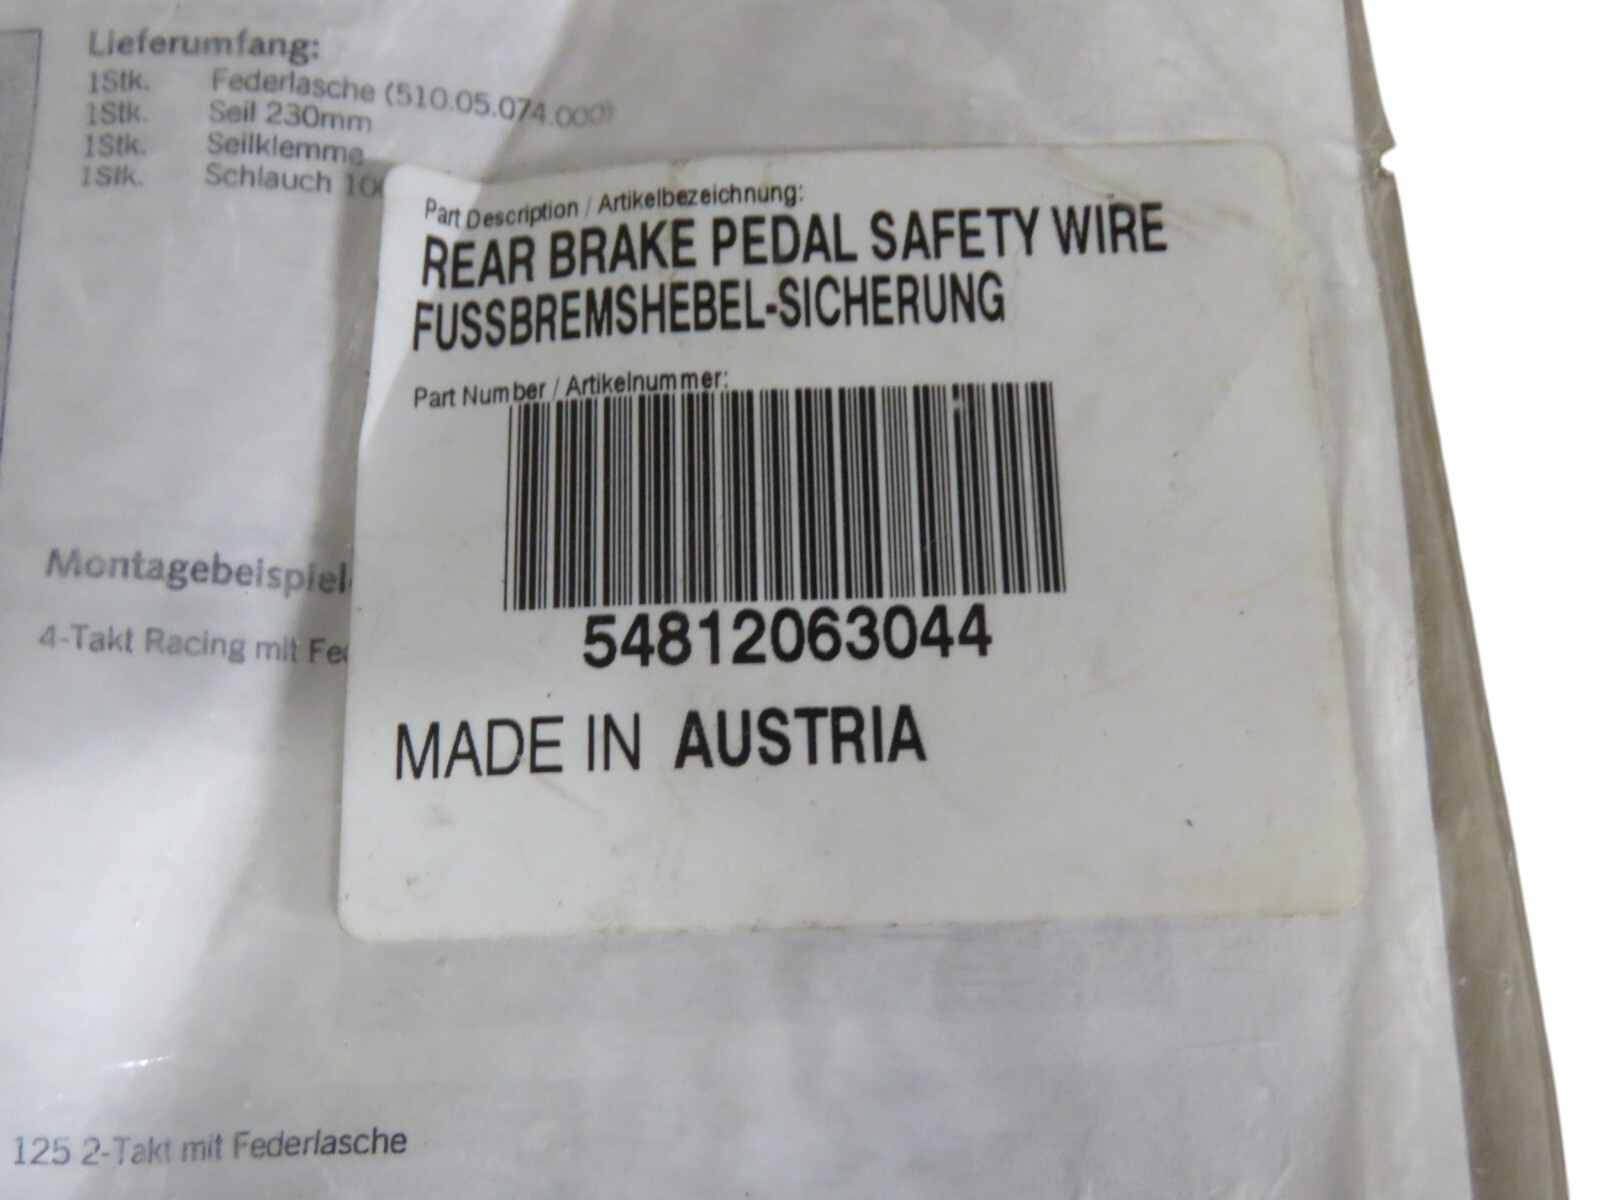 Lieferumfang:
1Stk. Federlasche (510.05.074.000)
1Stk. Seil 230mm
1Stk. Seilklemme
1Stk. Schlauch
Part Description / Artikelbezeichnung:
REAR BRAKE PEDAL SAFETY WIRE
FUSSBREMSHEBEL-SICHERUNG
Part Number / Artikelnummer:
54812063044
MADE IN AUSTRIA
Montagebeispiel
4-Takt Racing mit
125 2-Takt mit Federlasche